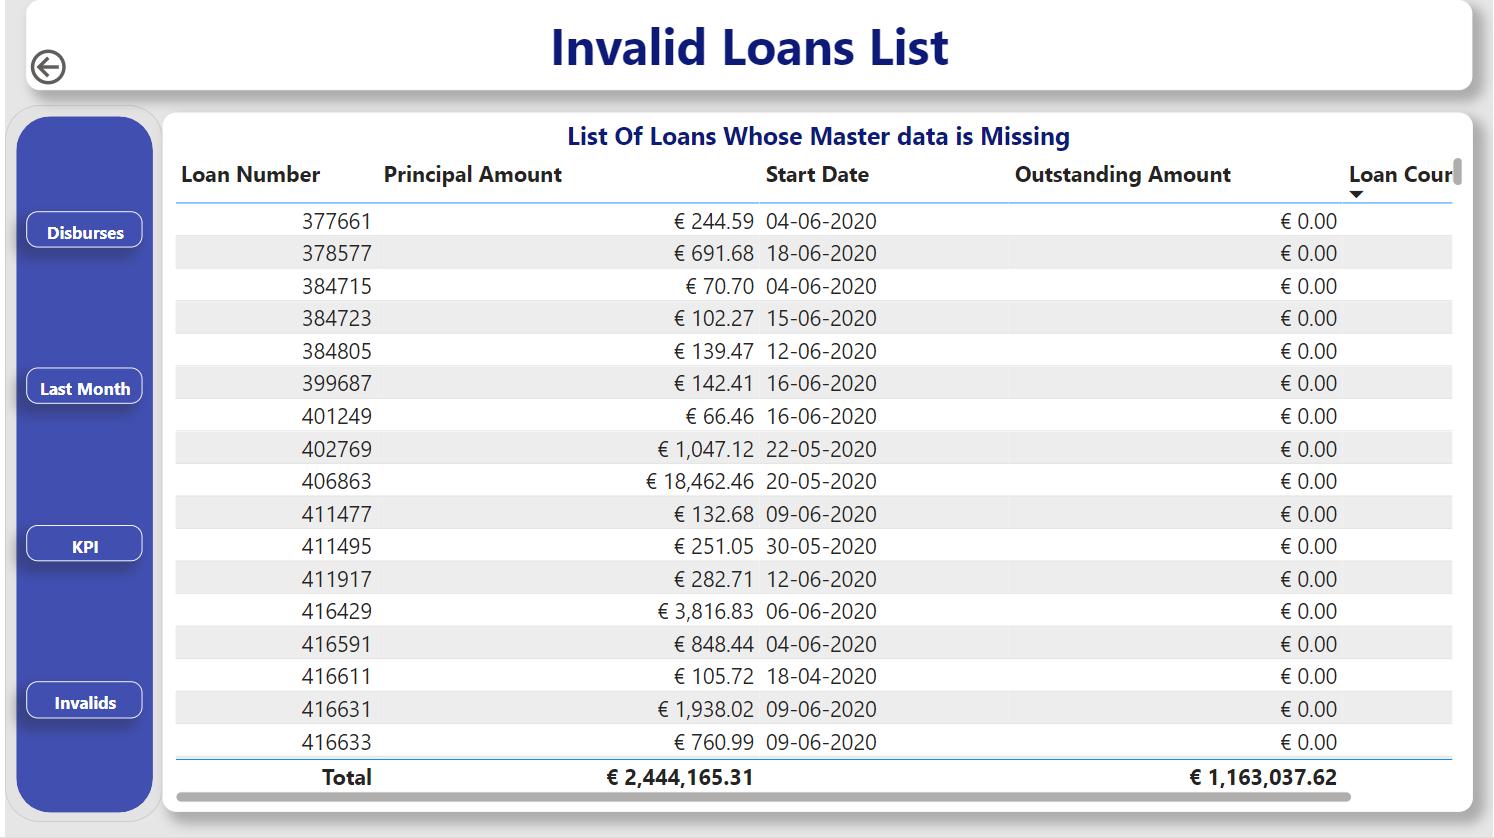 Invalid Loans List
Disburses
Last Month
KPI
Invalids
List Of Loans Whose Master data is Missing
Loan Number Principal Amount Start Date Outstanding Amount Loan Cour
377661 € 244.59 04-06-2020 € 0.00
378577 € 691.68 18-06-2020 € 0.00
384715 € 70.70 04-06-2020 € 0.00
384723 € 102.27 15-06-2020 € 0.00
384805 € 139.47 12-06-2020 € 0.00
399687 € 142.41 16-06-2020 € 0.00
401249 € 66.46 16-06-2020 € 0.00
402769 € 1,047.12 22-05-2020 € 0.00
406863 € 18,462.46 20-05-2020 € 0.00
411477 € 132.68 09-06-2020 € 0.00
411495 € 251.05 30-05-2020 € 0.00
411917 € 282.71 12-06-2020 € 0.00
416429 € 3,816.83 06-06-2020 € 0.00
416591 € 848.44 04-06-2020 € 0.00
416611 € 105.72 18-04-2020 € 0.00
416631 € 1,938.02 09-06-2020 € 0.00
416633 € 760.99 09-06-2020 € 0.00
Total € 2,444,165.31 € 1,163,037.62